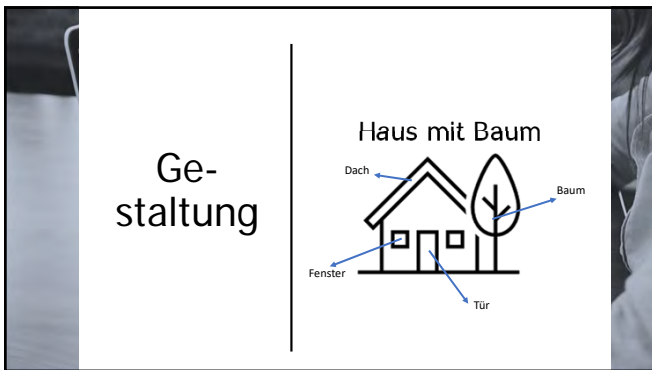 Ge-
staltung
Haus mit Baum
Dach
Baum
Fenster
Tür